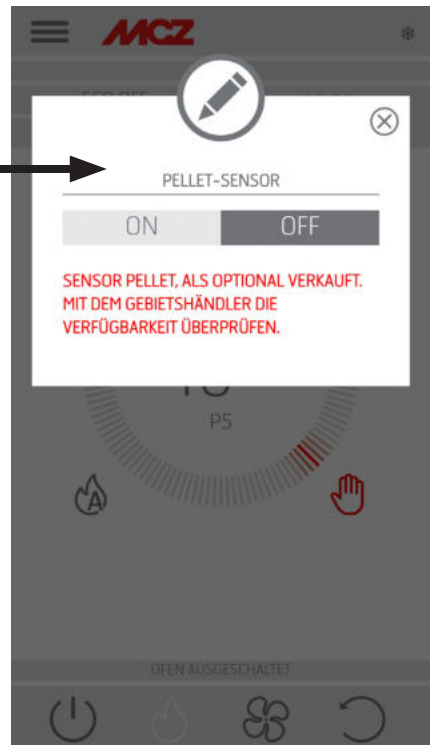 MCZ
PELLET-SENSOR
ON OFF
SENSOR PELLET, ALS OPTIONAL VERKAUFT.
MIT DEM GEBIETSHÄNDLER DIE
VERFÜGBARKEIT ÜBERPRÜFEN.
P5
A
OFEN AUSGESCHALTET